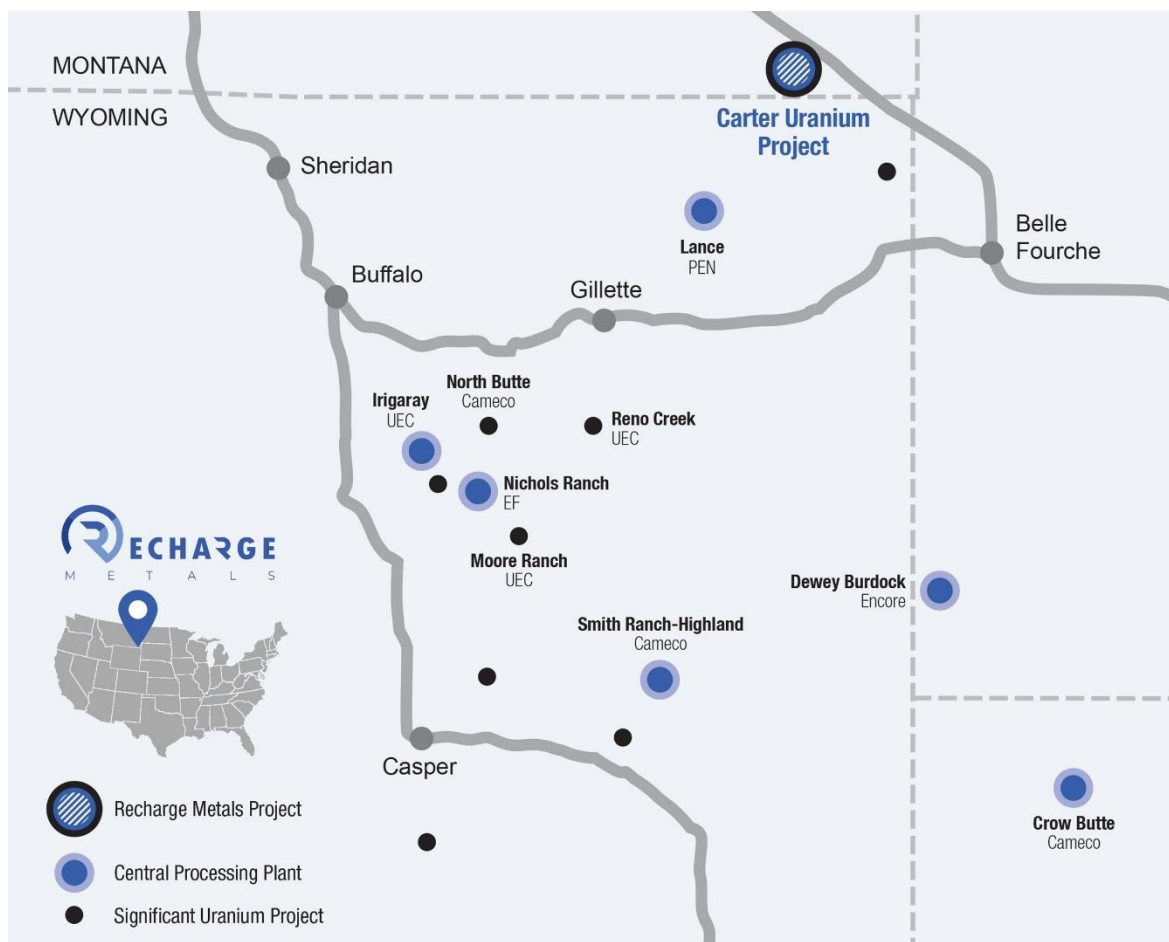 MONTANA
WYOMING
Carter Uranium
Project
Sheridan
Lance
PEN
Belle
Fourche
Buffalo
Gillette
North Butte
Cameco
Irigaray
UEC
Reno Creek
UEC
Nichols Ranch
EF
Moore Ranch
UEC
RECHARGE
METALS
Dewey Burdock
Encore
Smith Ranch-Highland
Cameco
Casper
Crow Butte
Cameco
Recharge Metals Project
Central Processing Plant
Significant Uranium Project